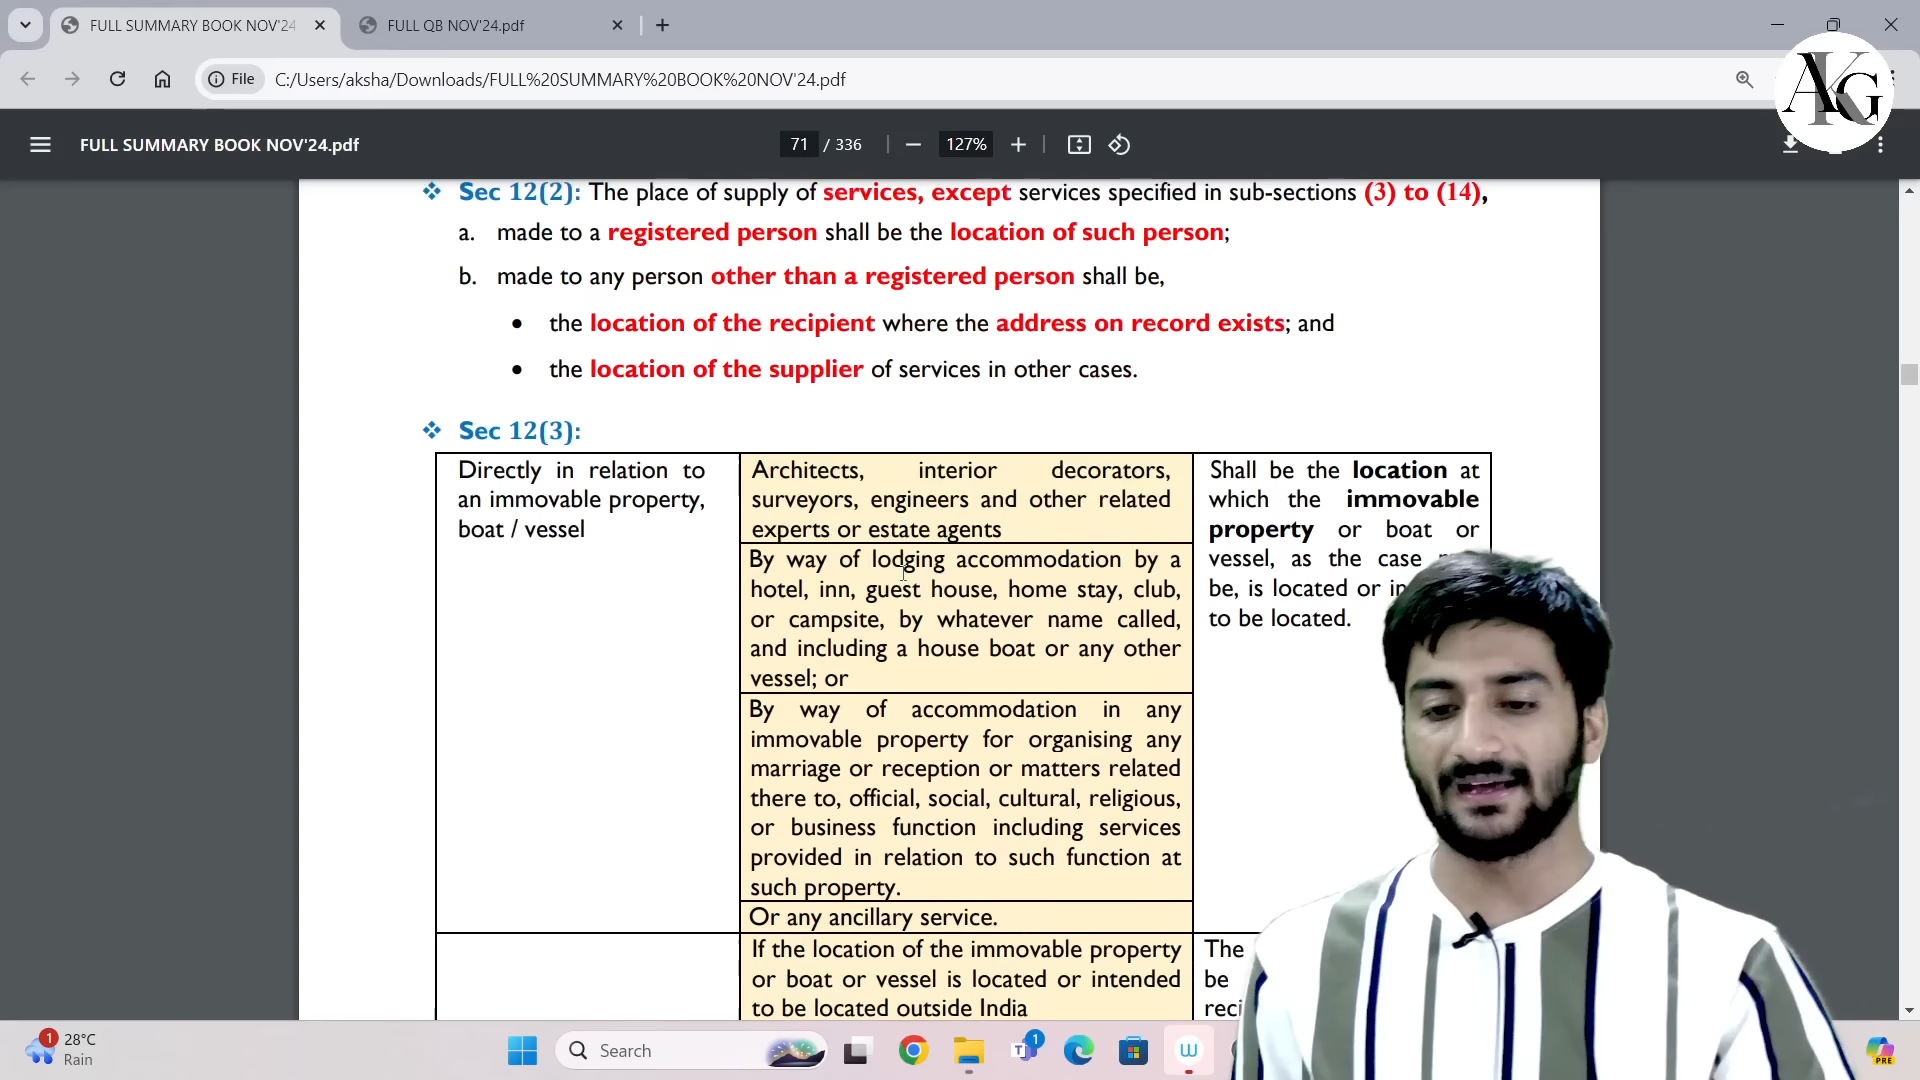 FULL SUMMARY BOOK NOV'24
FULL QB NOV'24.pdf
File
C:/Users/aksha/Downloads/FULL%20SUMMARY%20BOOK%20NOV'24.pdf
AKG
FULL SUMMARY BOOK NOV'24.pdf
71 / 336
127%
❖ Sec 12(2): The place of supply of services, except services specified in sub-sections (3) to (14),
a. made to a registered person shall be the location of such person;
b. made to any person other than a registered person shall be,
• the location of the recipient where the address on record exists; and
• the location of the supplier of services in other cases.
❖ Sec 12(3):
Directly in relation to
an immovable property,
boat / vessel
Architects, interior decorators,
surveyors, engineers and other related
experts or estate agents
By way of lodging accommodation by a
hotel, inn, guest house, home stay, club,
or campsite, by whatever name called,
and including a house boat or any other
vessel; or
By way of accommodation in any
immovable property for organising any
marriage or reception or matters related
there to, official, social, cultural, religious,
or business function including services
provided in relation to such function at
such property.
Or any ancillary service.
Shall be the location at
which the immovable
property or boat or
vessel, as the case
be, is located or
to be located.
If the location of the immovable property
or boat or vessel is located or intended
to be located outside India
The
be
1
28°C
Rain
Search
1
PRE